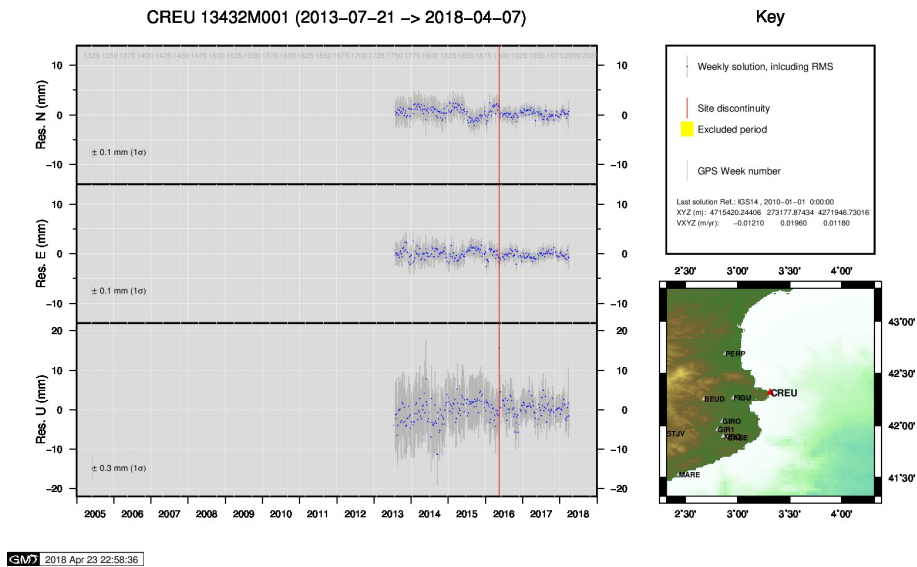 CREU 13432M001 (2013−07−21 −> 2018−04−07)
Res. N (mm)
10
0
−10
10
0
−10
± 0.1 mm (1σ)
Res. E (mm)
10
0
−10
10
0
−10
± 0.1 mm (1σ)
Res. U (mm)
20
10
0
−10
−20
20
10
0
−10
−20
± 0.3 mm (1σ)
2005 2006 2007 2008 2009 2010 2011 2012 2013 2014 2015 2016 2017 2018
Key
Weekly solution, inlcuding RMS
Site discontinuity
Excluded period
GPS Week number
Last solution Ref.: IGS14 , 2010−01−01 0:00:00
XYZ (m): 4715420.24406 273177.87434 4271946.73016
VXYZ (m/yr): −0.01210 0.01960 0.01180
2˚30' 3˚00' 3˚30' 4˚00'
43˚00'
42˚30'
42˚00'
41˚30'
PERP
CREU
BEUD FIGU
GIRO
GIR1
STJV
MARE
2˚30' 3˚00' 3˚30' 4˚00'
GMT 2018 Apr 23 22:58:36